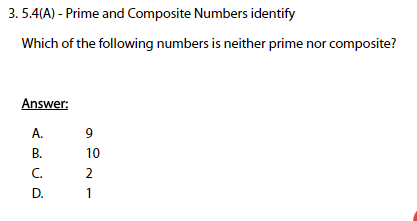 3. 5.4(A) - Prime and Composite Numbers identify
Which of the following numbers is neither prime nor composite?
Answer:
A. 9
B. 10
C. 2
D. 1